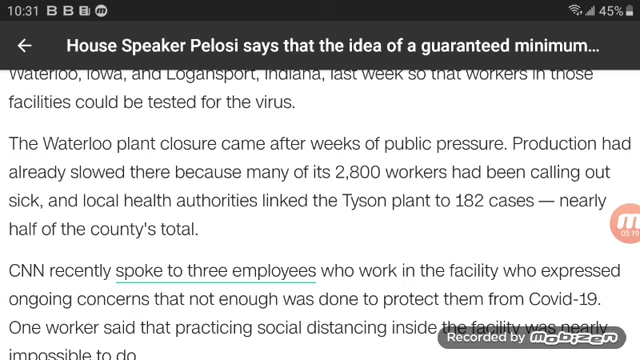 10:31 B B 45%
House Speaker Pelosi says that the idea of a guaranteed minimum...
Waterloo, Iowa, and Logansport, Indiana, last week so that workers in those
facilities could be tested for the virus.
The Waterloo plant closure came after weeks of public pressure. Production had
already slowed there because many of its 2,800 workers had been calling out
sick, and local health authorities linked the Tyson plant to 182 cases — nearly
half of the county's total.
CNN recently spoke to three employees who work in the facility who expressed
ongoing concerns that not enough was done to protect them from Covid-19.
One worker said that practicing social distancing inside the facility was nearly
impossible to do.
m
05:19
Recorded by mobizen